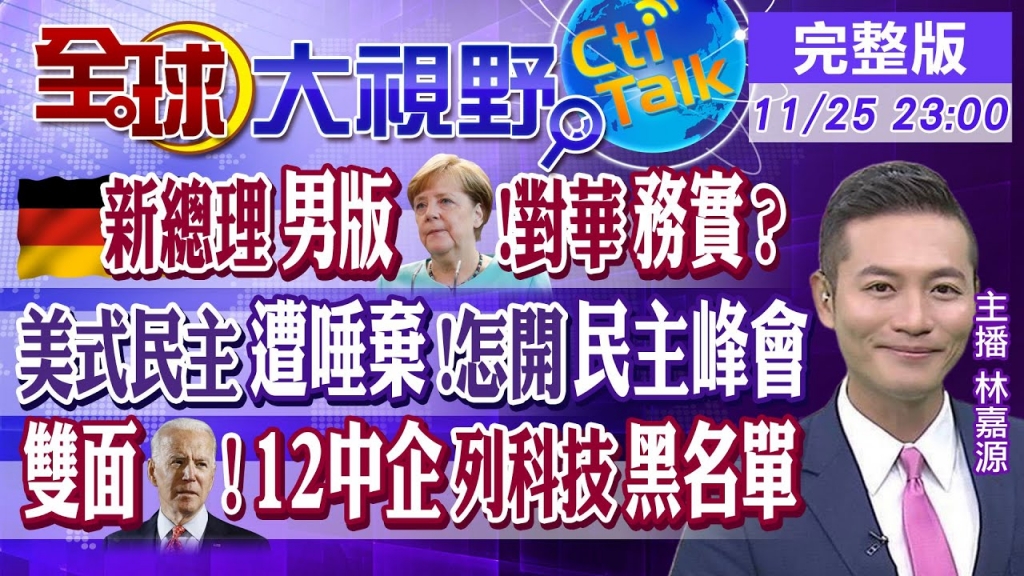 全球大視野
Cti
Talk
完整版
11/25 23:00
新總理 男版 !對華 務實?
美式民主 遭唾棄!怎開 民主峰會
雙面 ! 12中企 列科技 黑名單
主播 林嘉源